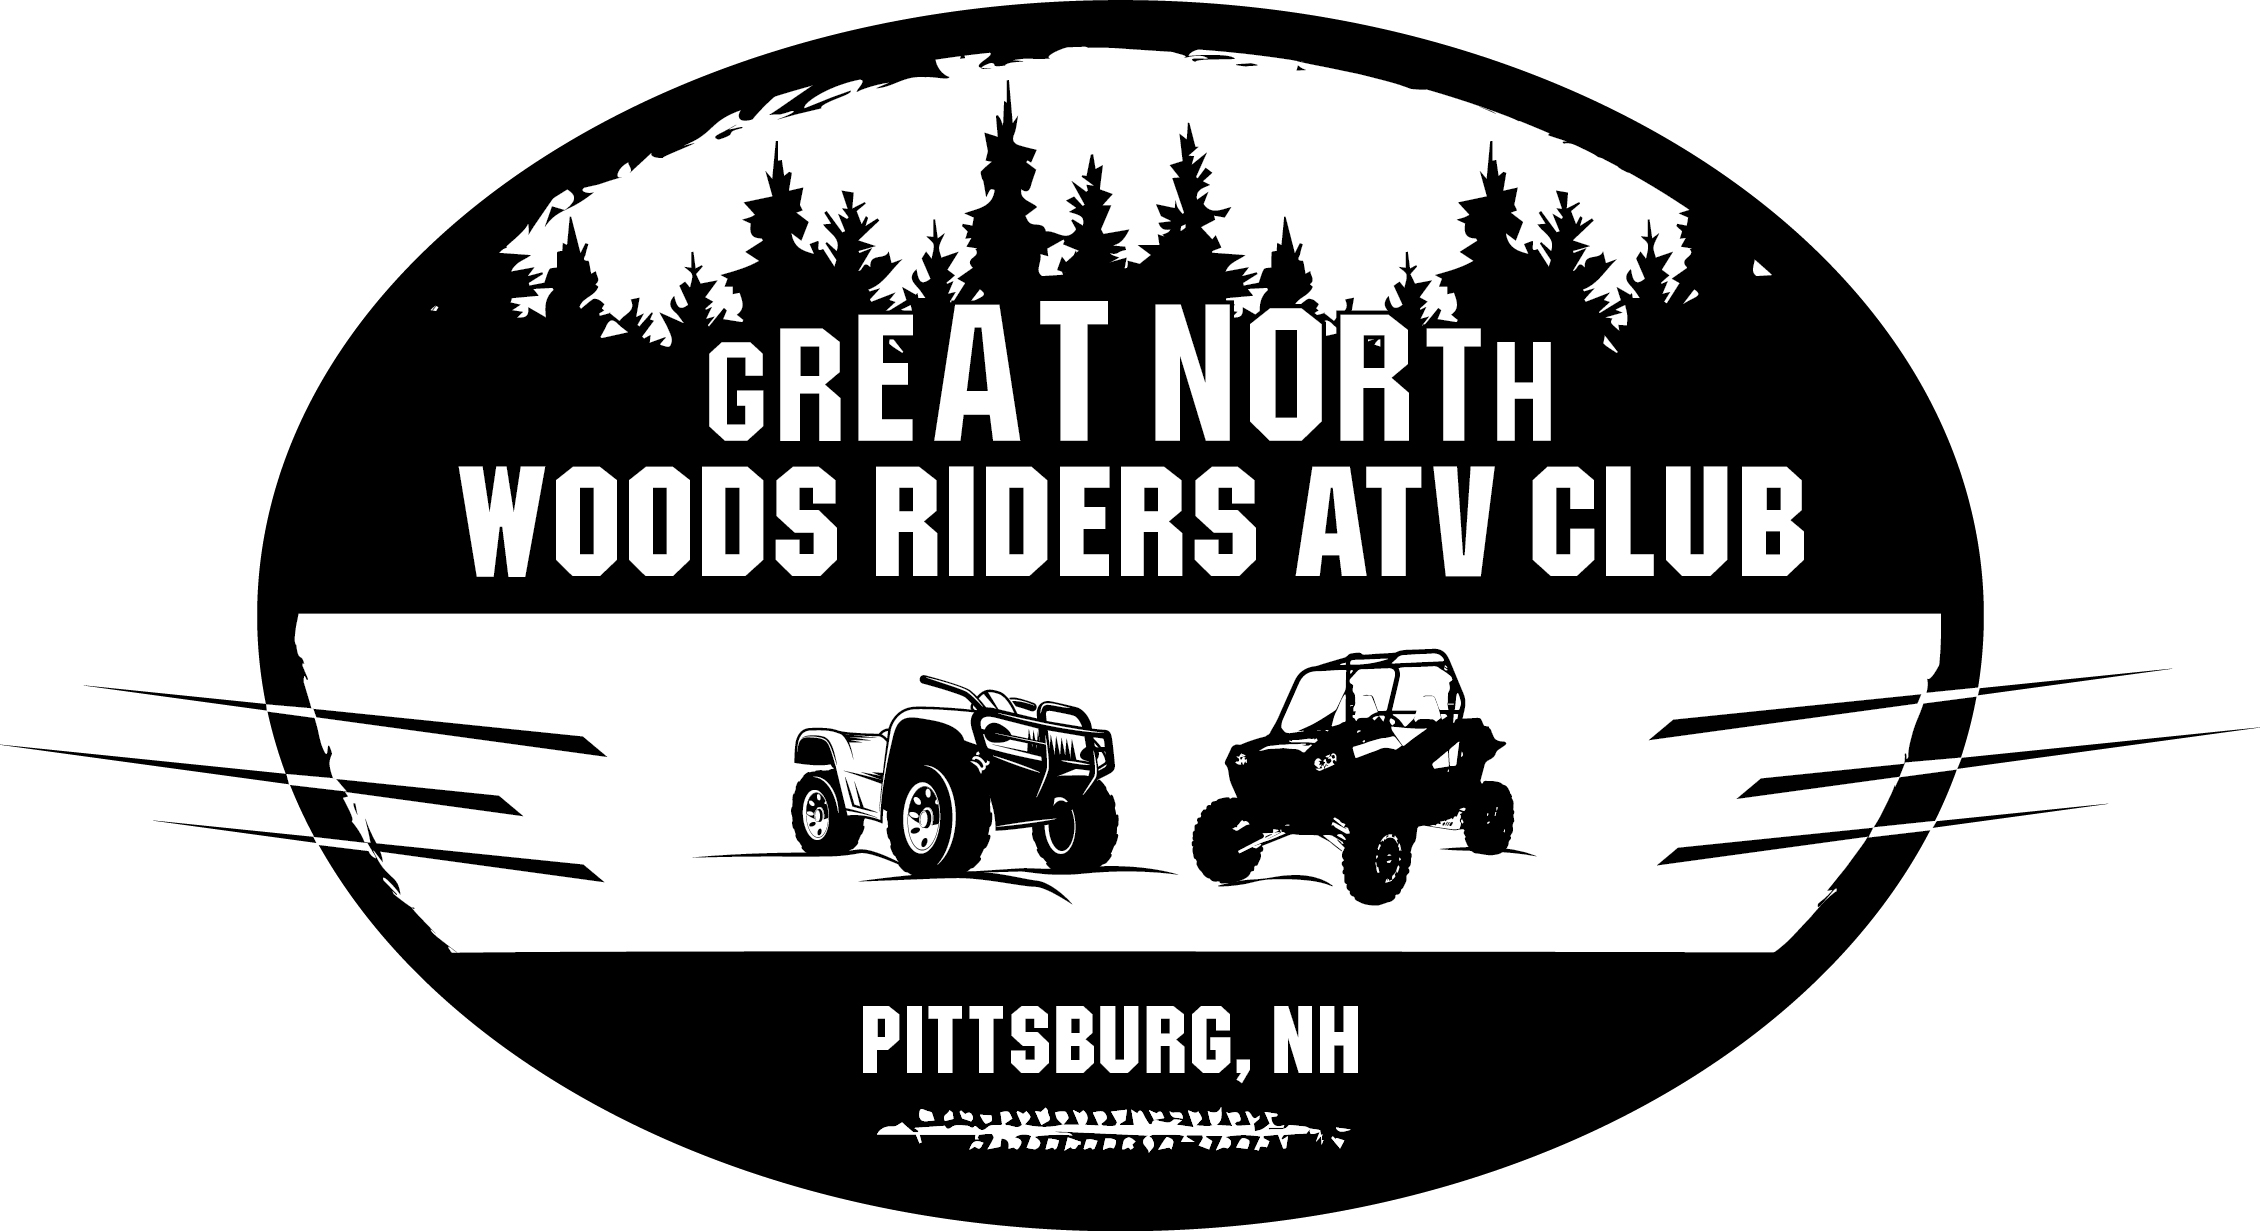 GREAT NORTH
WOODS RIDERS ATV CLUB
PITTSBURG, NH